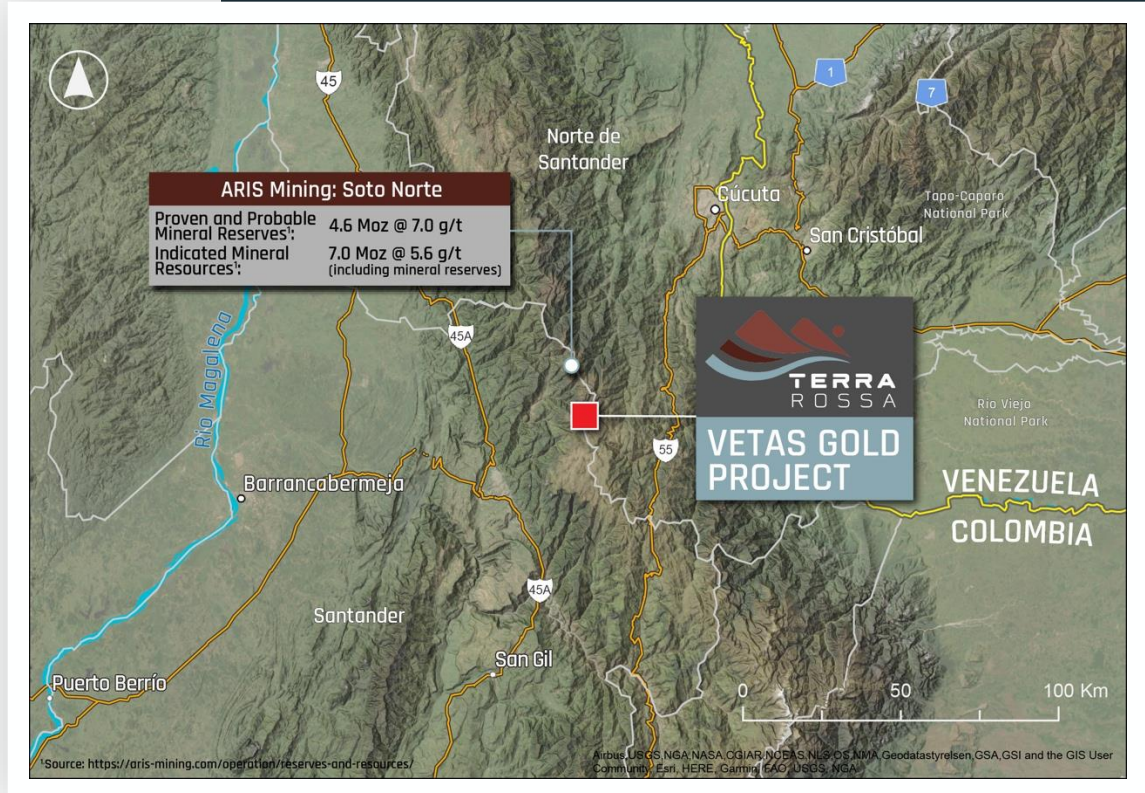 45
1
7
Norte de
Santander
ARIS Mining: Soto Norte
Proven and Probable
Mineral Reserves¹:
4.6 Moz @ 7.0 g/t
Indicated Mineral
Resources¹:
7.0 Moz @ 5.6 g/t
(including mineral reserves)
Cúcuta
San Cristóbal
Tapo-Caparo
National Park
Rio Magalena
45A
TERRA
ROSSA
VETAS GOLD
PROJECT
55
Rio Viejo
National Park
VENEZUELA
COLOMBIA
Barrancabermeja
45A
Santander
San Gil
Puerto Berrío
0 50 100 Km
¹Source: https://aris-mining.com/operation/reserves-and-resources/
Airbus,USGS,NGA,NASA,CGIAR,NCEAS,NLS,OS,NMA,Geodatastyrelsen,GSA,GSI and the GIS User
Community, Esri, HERE, Garmin, FAO, USGS, NGA